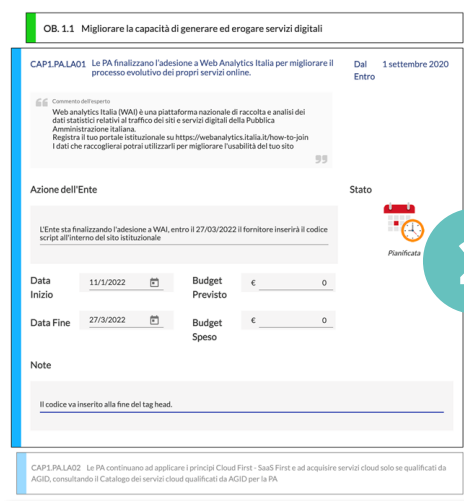 OB. 1.1 Migliorare la capacità di generare ed erogare servizi digitali
CAP1.PA.LA01 Le PA finalizzano l'adesione a Web Analytics Italia per migliorare il
processo evolutivo dei propri servizi online.
Dal 1 settembre 2020
Entro
Commento dell'esperto
Web analytics Italia (WAI) è una piattaforma nazionale di raccolta e analisi dei
dati statistici relativi al traffico dei siti e servizi digitali della Pubblica
Amministrazione italiana.
Registra il tuo portale istituzionale su https://webanalytics.italia.it/how-to-join
I dati che raccoglierai potrai utilizzarli per migliorare l'usabilità del tuo sito
Azione dell'Ente
Stato
L'Ente sta finalizzando l'adesione a WAI, entro il 27/03/2022 il fornitore inserirà il codice
script all'interno del sito istituzionale
Pianificata
Data Inizio
11/1/2022
Budget Previsto
€ 0
Data Fine
27/3/2022
Budget Speso
€ 0
Note
Il codice va inserito alla fine del tag head.
CAP1.PA.LA02 Le PA continuano ad applicare i principi Cloud First - SaaS First e ad acquisire servizi cloud solo se qualificati da
AGID, consultando il Catalogo dei servizi cloud qualificati da AGID per la PA